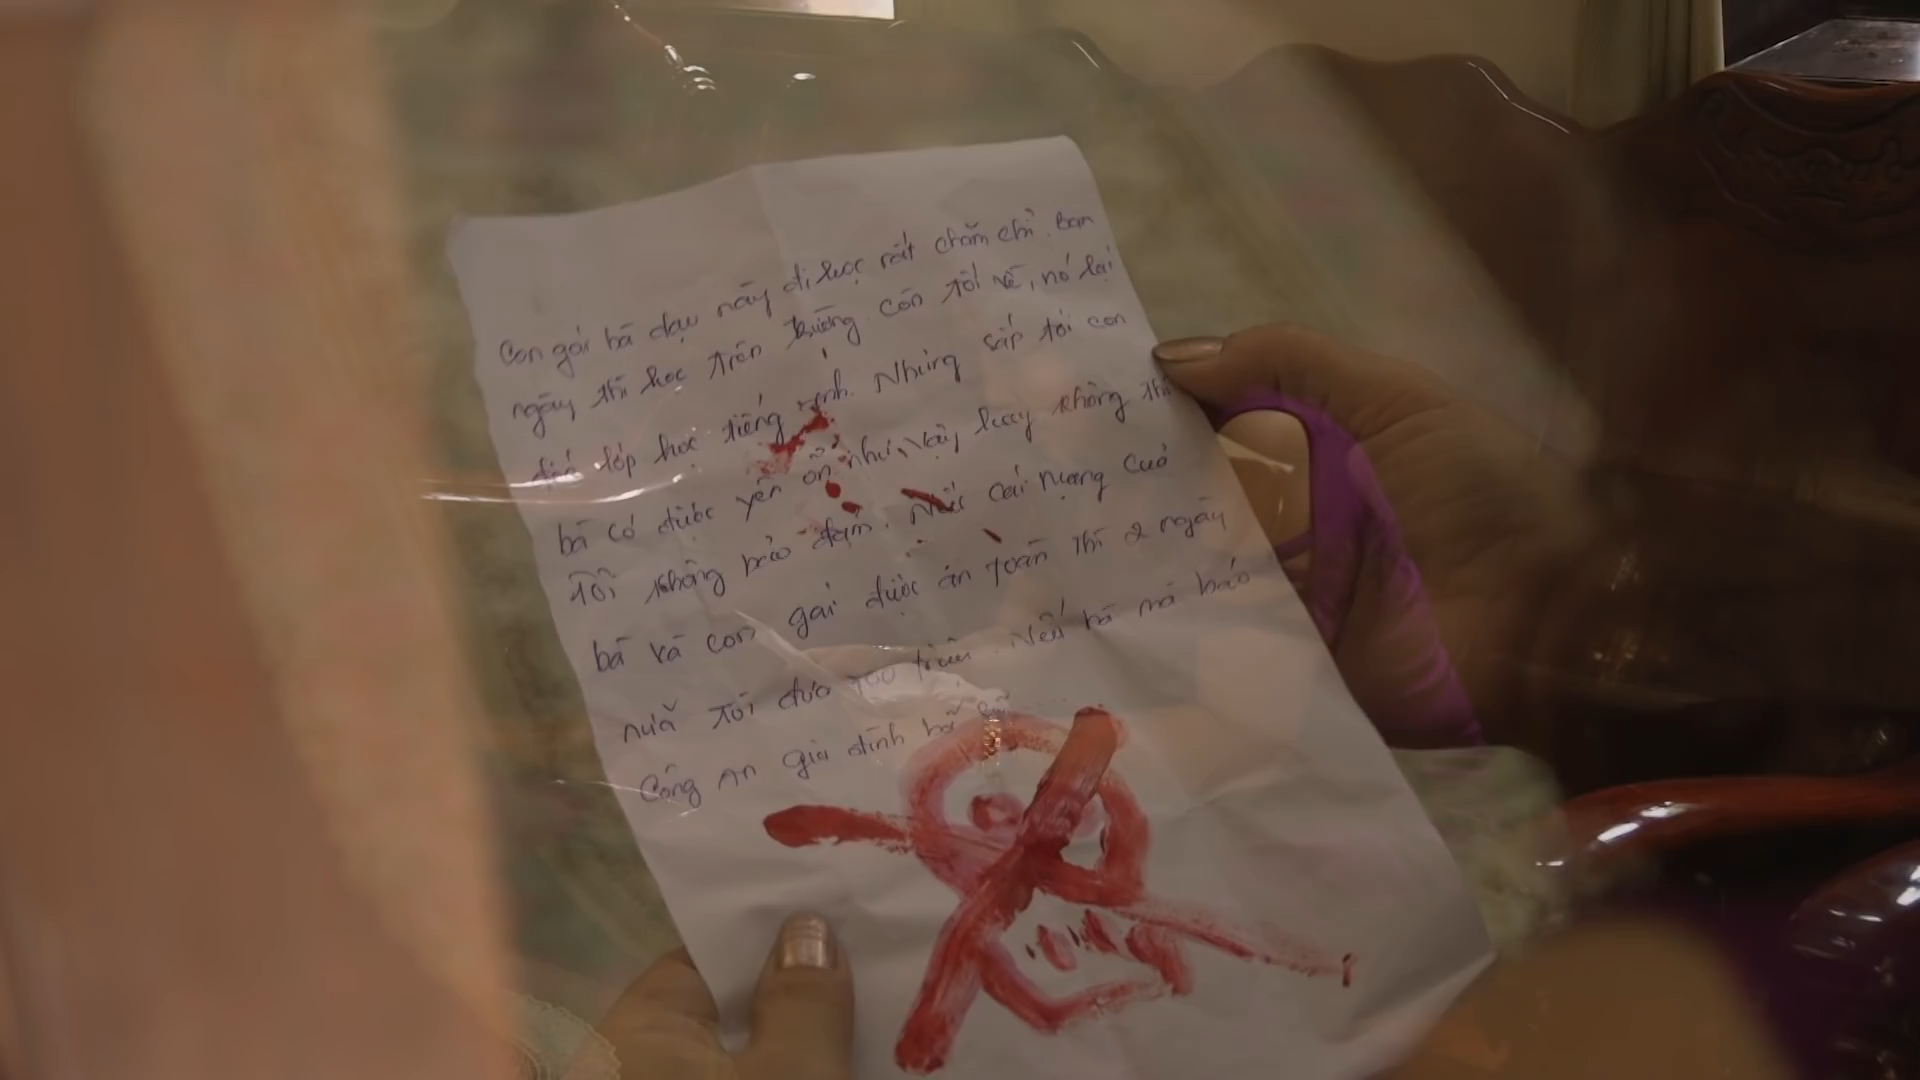 Con gái bà dạo này đi học rất chăm chỉ. Ban
ngày thì học trên trường còn tối về, nó lại
đến lớp học tiếng anh. Nhưng sắp tới con
bà có được yên ổn như vậy hay không thì
tôi không bảo đảm. Nếu cái mạng của
bà và con gái được an toàn thì 2 ngày
nữa tôi đưa 700 triệu. Nếu bà mà báo
Công An gia đình bà sẽ